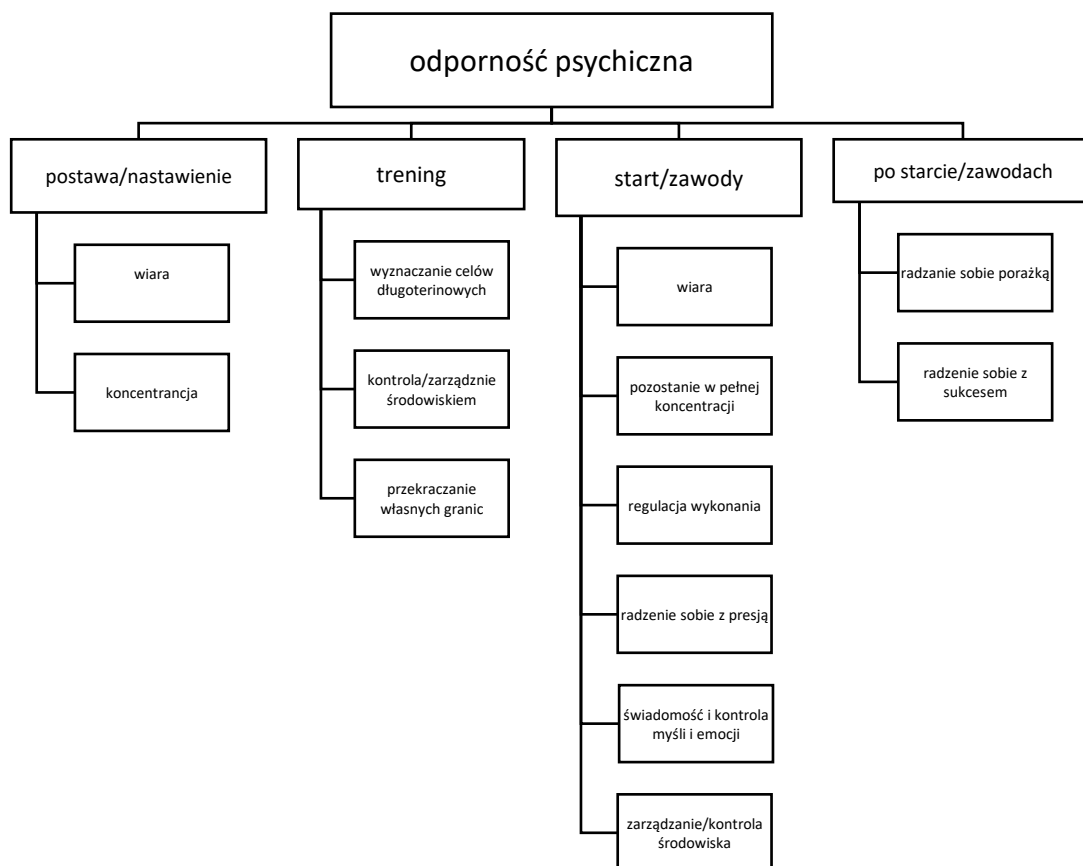 odporność psychiczna
postawa/nastawienie
wiara
koncentrancja
trening
wyznaczanie celów
długoterinowych
kontrola/zarządznie
środowiskiem
przekraczanie
własnych granic
start/zawody
wiara
pozostanie w pełnej
koncentracji
regulacja wykonania
radzenie sobie z presją
świadomość i kontrola
myśli i emocji
zarządzanie/kontrola
środowiska
po starcie/zawodach
radzanie sobie porażką
radzenie sobie z
sukcesem